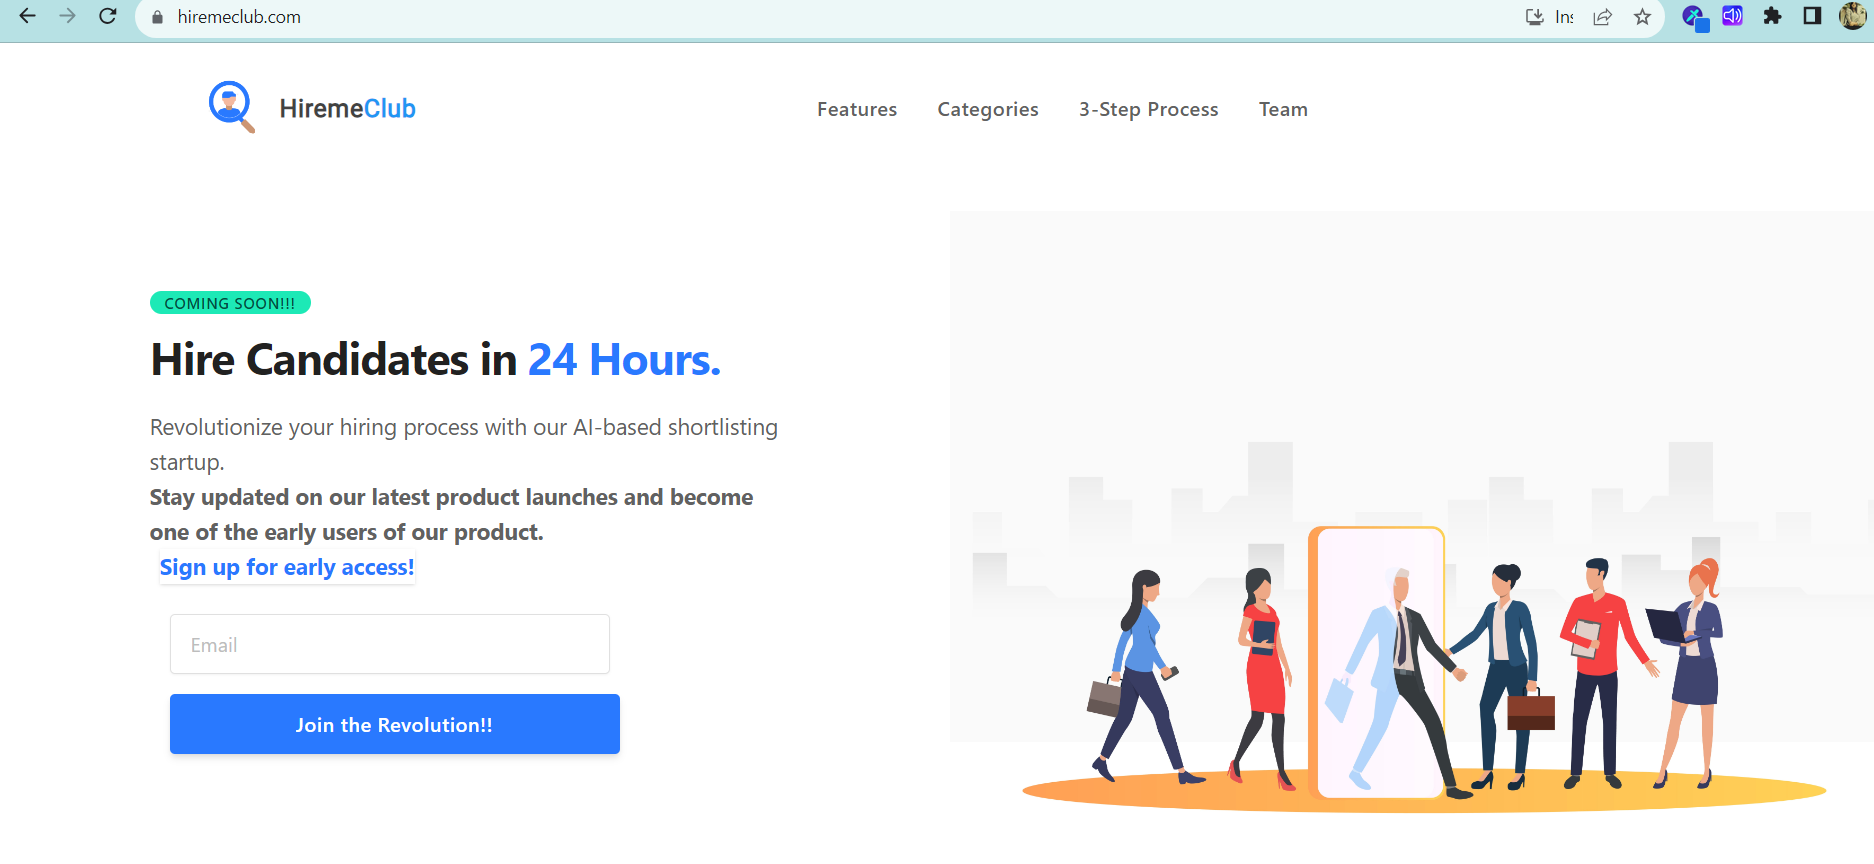 hiremeclub.com
Ins
HiremeClub
Features
Categories
3-Step Process
Team
COMING SOON!!!
Hire Candidates in 24 Hours.
Revolutionize your hiring process with our AI-based shortlisting
startup.
Stay updated on our latest product launches and become
one of the early users of our product.
Sign up for early access!
Email
Join the Revolution!!